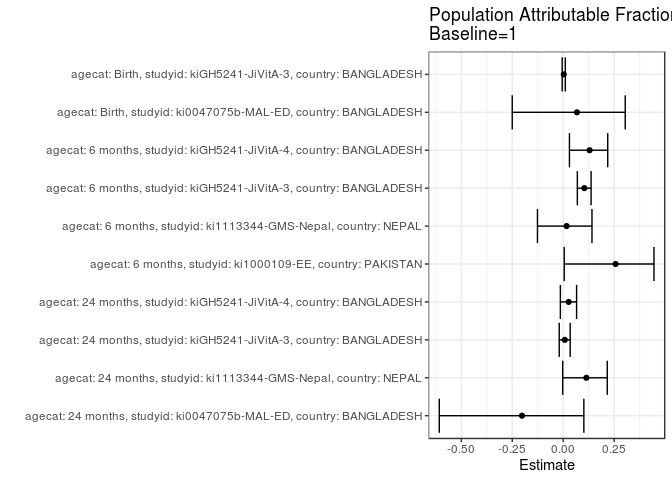 Population Attributable Fractio
Baseline=1
agecat: Birth, studyid: kiGH5241-JiVitA-3, country: BANGLADESH
agecat: Birth, studyid: ki0047075b-MAL-ED, country: BANGLADESH
agecat: 6 months, studyid: kiGH5241-JiVitA-4, country: BANGLADESH
agecat: 6 months, studyid: kiGH5241-JiVitA-3, country: BANGLADESH
agecat: 6 months, studyid: ki1113344-GMS-Nepal, country: NEPAL
agecat: 6 months, studyid: ki1000109-EE, country: PAKISTAN
agecat: 24 months, studyid: kiGH5241-JiVitA-4, country: BANGLADESH
agecat: 24 months, studyid: kiGH5241-JiVitA-3, country: BANGLADESH
agecat: 24 months, studyid: ki1113344-GMS-Nepal, country: NEPAL
agecat: 24 months, studyid: ki0047075b-MAL-ED, country: BANGLADESH
-0.50 -0.25 0.00 0.25
Estimate